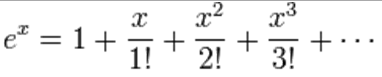 e^x = 1 + x/1! + x^2/2! + x^3/3! + ⋯